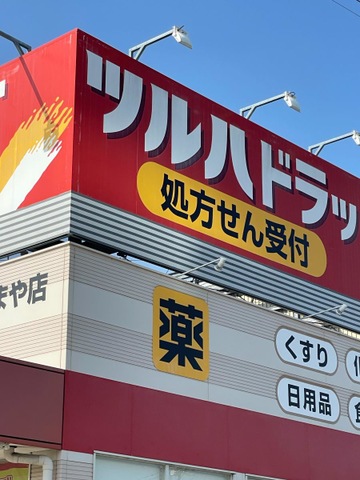 ツルハドラッ
処方せん受付
まや店
薬
くすり
日用品